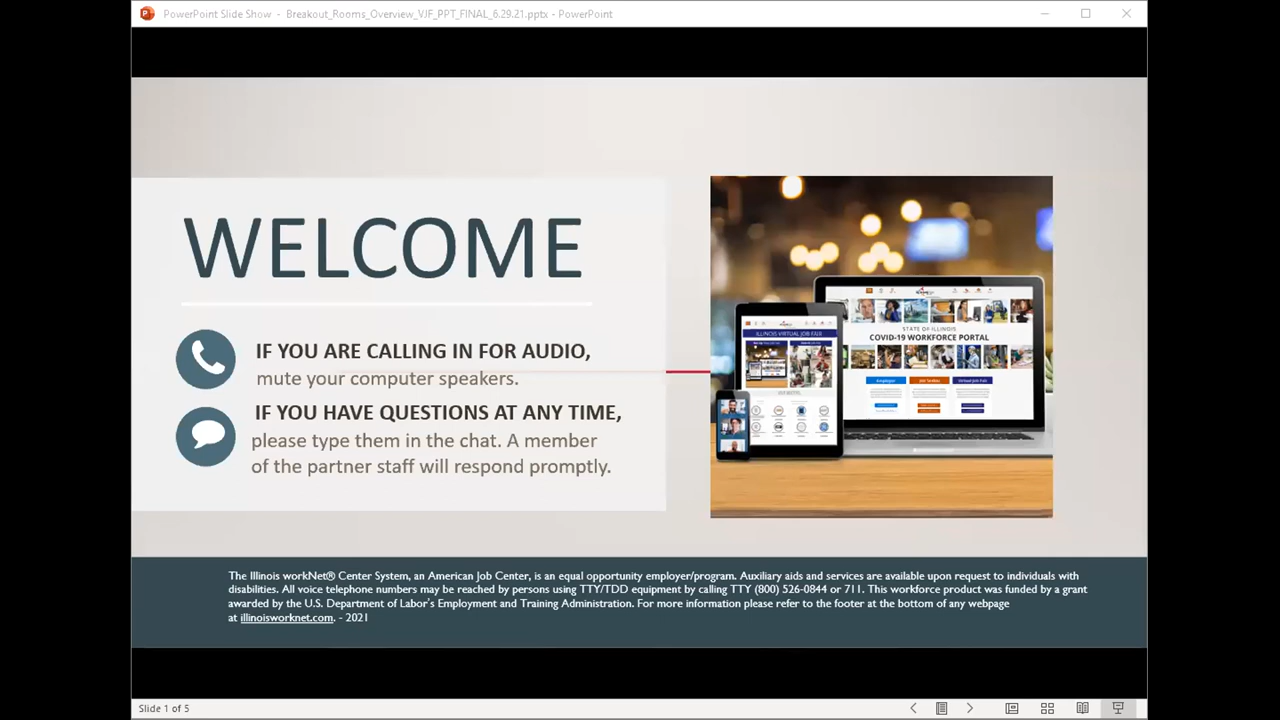 PowerPoint Slide Show - Breakout_Rooms_Overview_VJF_PPT_FINAL_6.29.21.pptx - PowerPoint
WELCOME
IF YOU ARE CALLING IN FOR AUDIO,
mute your computer speakers.
IF YOU HAVE QUESTIONS AT ANY TIME,
please type them in the chat. A member
of the partner staff will respond promptly.
ILLINOIS VIRTUAL JOB FAIR
STATE OF ILLINOIS
COVID-19 WORKFORCE PORTAL
Employer
Job Seekers
Virtual Job Fair
The Illinois workNet® Center System, an American Job Center, is an equal opportunity employer/program. Auxiliary aids and services are available upon request to individuals with
disabilities. All voice telephone numbers may be reached by persons using TTY/TDD equipment by calling TTY (800) 526-0844 or 711. This workforce product was funded by a grant
awarded by the U.S. Department of Labor's Employment and Training Administration. For more information please refer to the footer at the bottom of any webpage
at illinoisworknet.com. - 2021
Slide 1 of 5